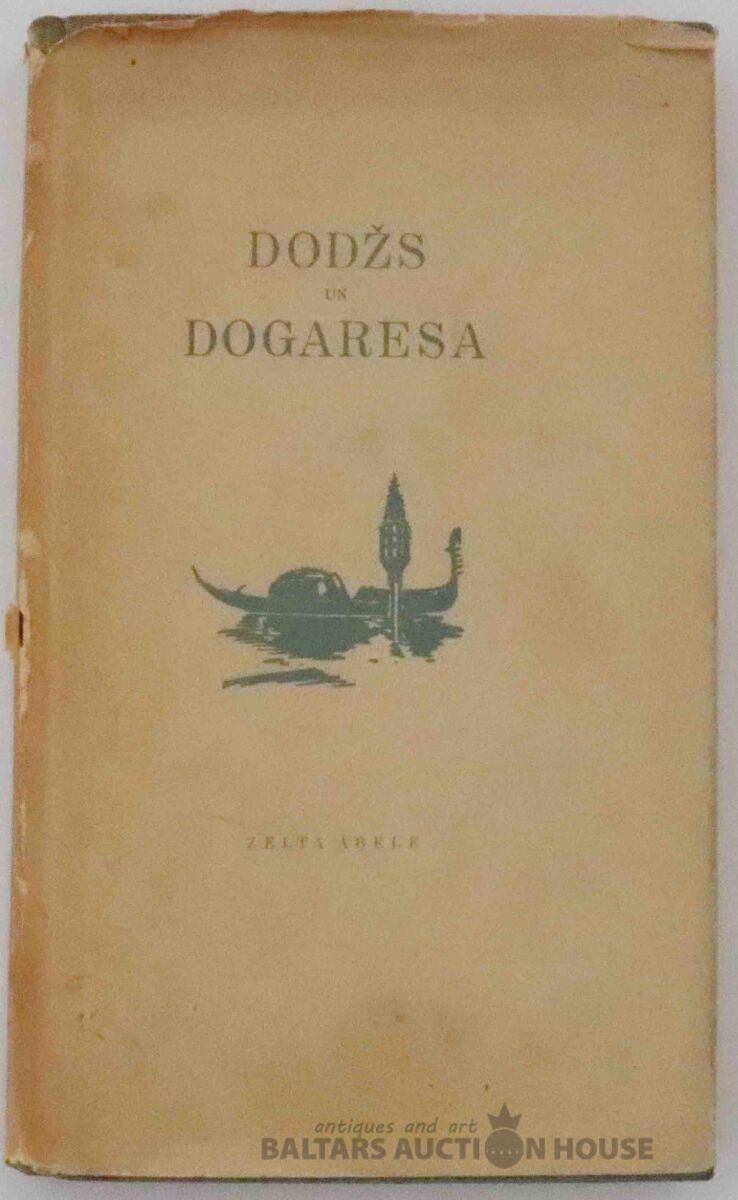 DODŽS
UN
DOGARESA
ZELTA ĀBELE
antiques and art
BALTARS AUCTION HOUSE